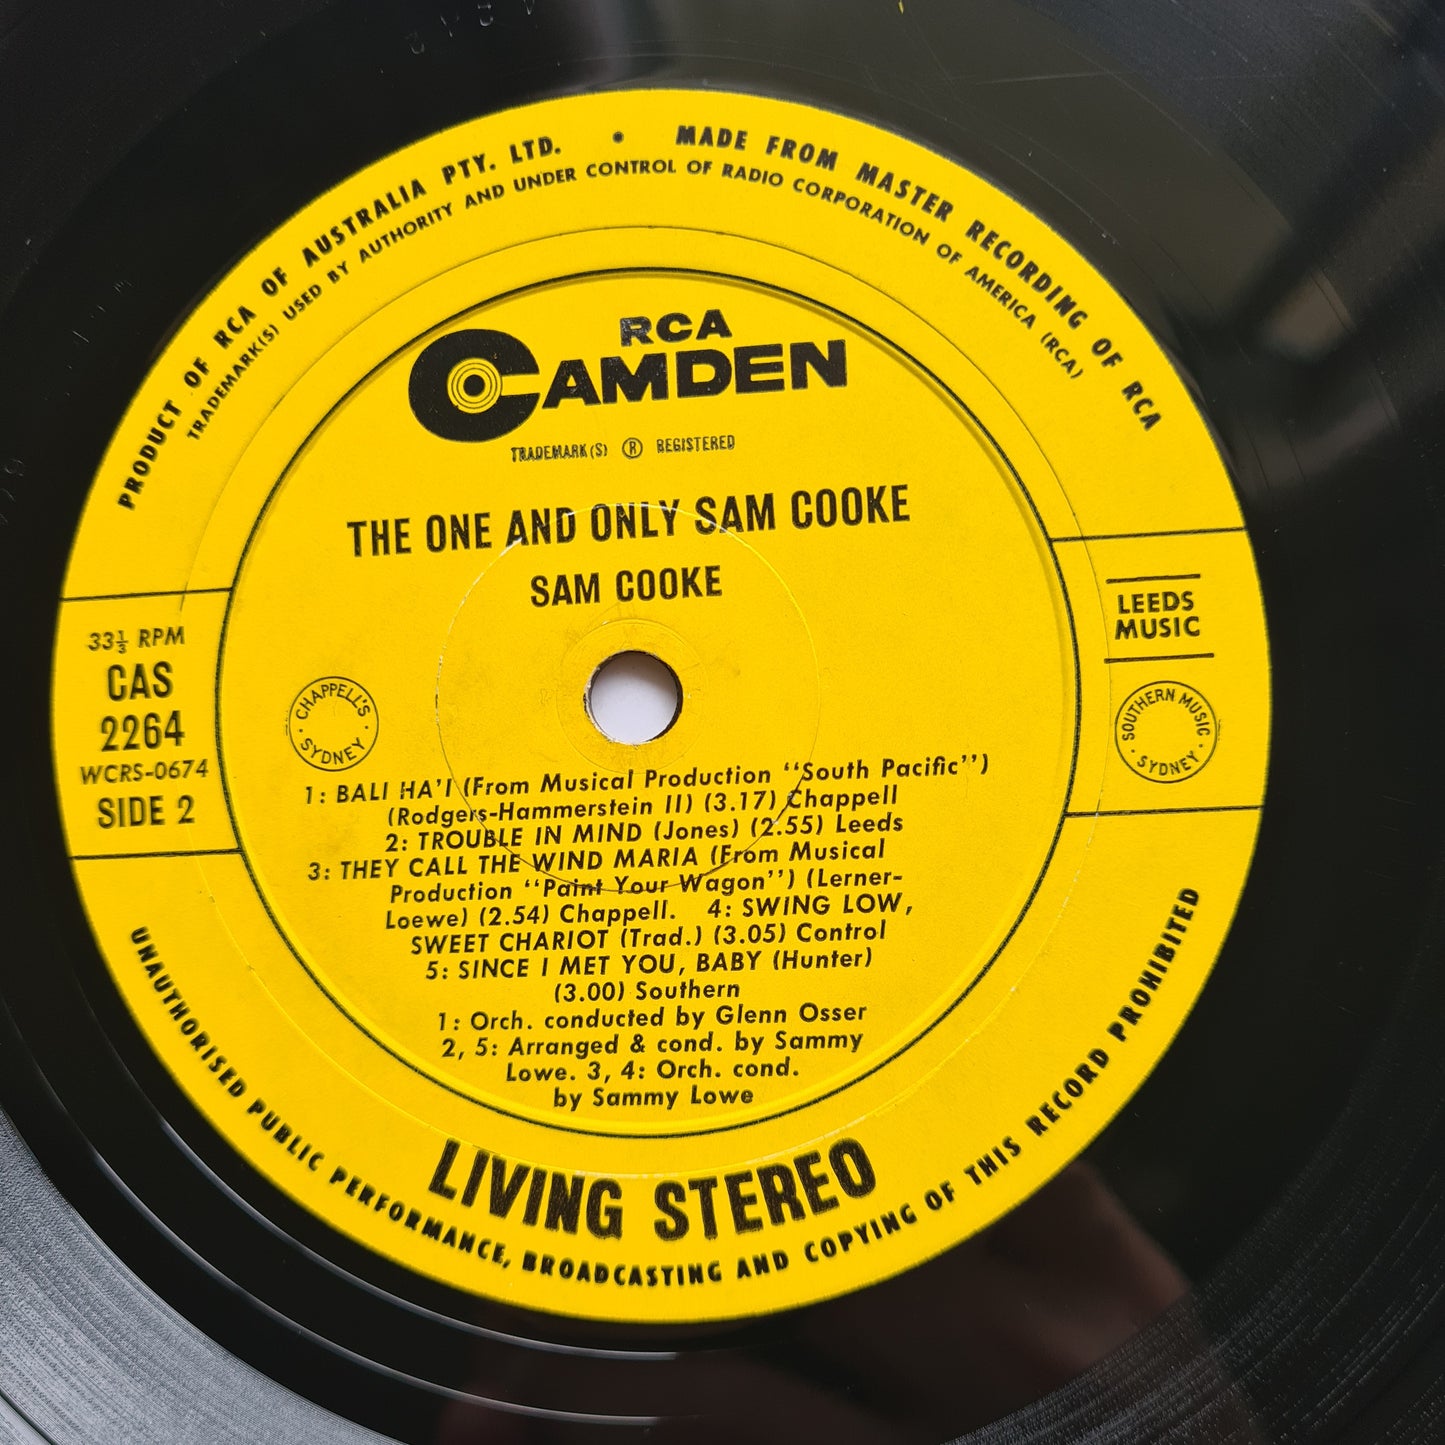 PRODUCT OF RCA OF AUSTRALIA PTY. LTD. • MADE FROM MASTER RECORDING OF RCA
TRADEMARK(S) USED BY AUTHORITY AND UNDER CONTROL OF RADIO CORPORATION OF AMERICA (RCA)
RCA
CAMDEN
TRADEMARK(S) ® REGISTERED
THE ONE AND ONLY SAM COOKE
SAM COOKE
33⅓ RPM
CAS
2264
WCRS-0674
SIDE 2
CHAPPELL'S
· SYDNEY ·
LEEDS
MUSIC
SOUTHERN MUSIC
· SYDNEY ·
1: BALI HA'I (From Musical Production "South Pacific")
(Rodgers-Hammerstein II) (3.17) Chappell
2: TROUBLE IN MIND (Jones) (2.55) Leeds
3: THEY CALL THE WIND MARIA (From Musical
Production "Paint Your Wagon") (Lerner-
Loewe) (2.54) Chappell. 4: SWING LOW,
SWEET CHARIOT (Trad.) (3.05) Control
5: SINCE I MET YOU, BABY (Hunter)
(3.00) Southern
1: Orch. conducted by Glenn Osser
2, 5: Arranged & cond. by Sammy
Lowe. 3, 4: Orch. cond.
by Sammy Lowe
LIVING STEREO
UNAUTHORISED PUBLIC PERFORMANCE, BROADCASTING AND COPYING OF THIS RECORD PROHIBITED